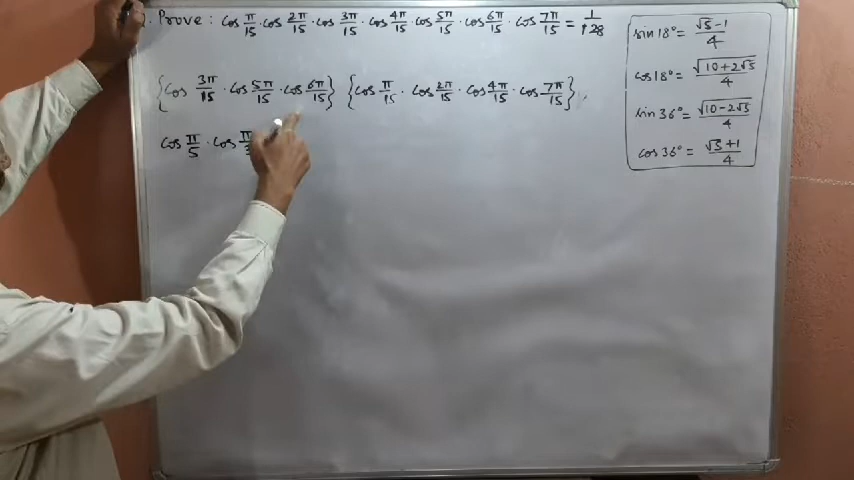 Prove : cos π/15 · cos 2π/15 · cos 3π/15 · cos 4π/15 · cos 5π/15 · cos 6π/15 · cos 7π/15 = 1/128
{cos 3π/15 · cos 5π/15 · cos 6π/15} {cos π/15 · cos 2π/15 · cos 4π/15 · cos 7π/15}
cos π/5 · cos π/3
sin 18° = √5-1/4
cos 18° = √10+2√5/4
sin 36° = √10-2√5/4
cos 36° = √5+1/4